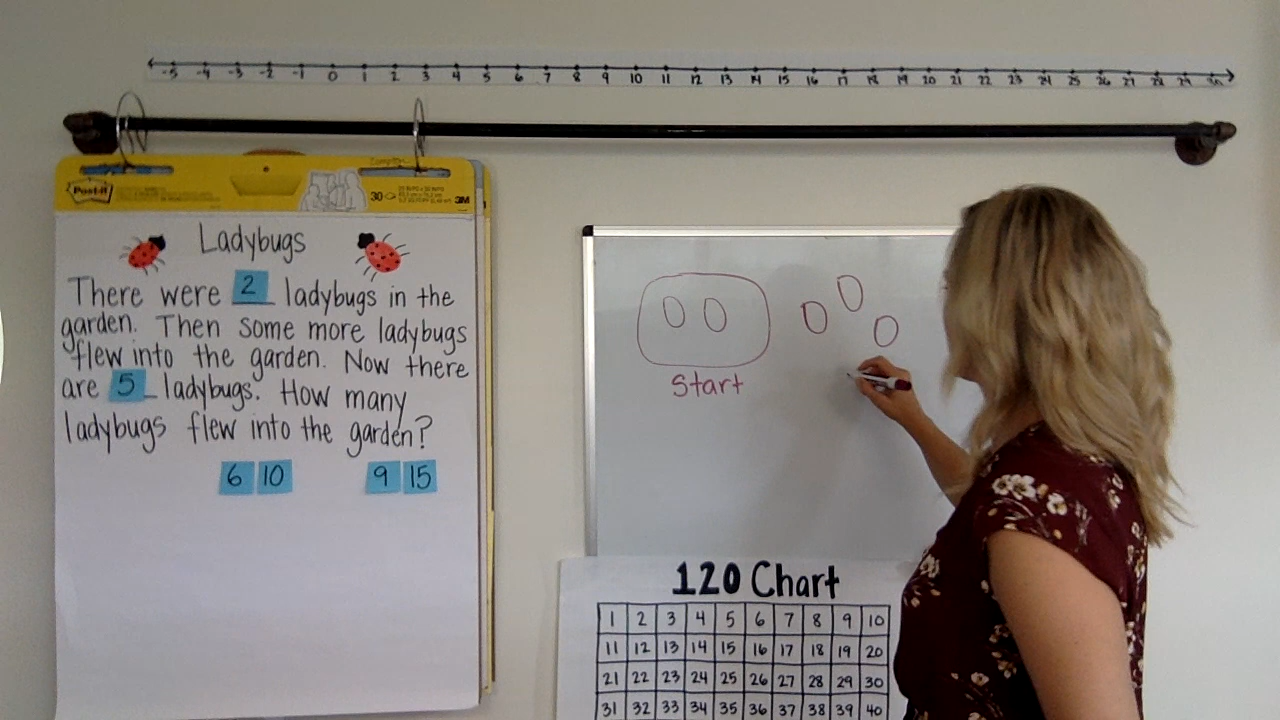 -5 -4 -3 -2 -1 0 1 2 3 4 5 6 7 8 9 10 11 12 13 14 15 16 17 18 19 20 21 22 23 24 25 26 27 28 29 30
Post-it
30
3M
Ladybugs
There were 2 ladybugs in the
garden. Then some more ladybugs
flew into the garden. Now there
are 5 ladybugs. How many
ladybugs flew into the garden?
6 10 9 15
Start
120 Chart
1 2 3 4 5 6 7 8 9 10
11 12 13 14 15 16 17 18 19 20
21 22 23 24 25 26 27 28 29 30
31 32 33 34 35 36 37 38 39 40